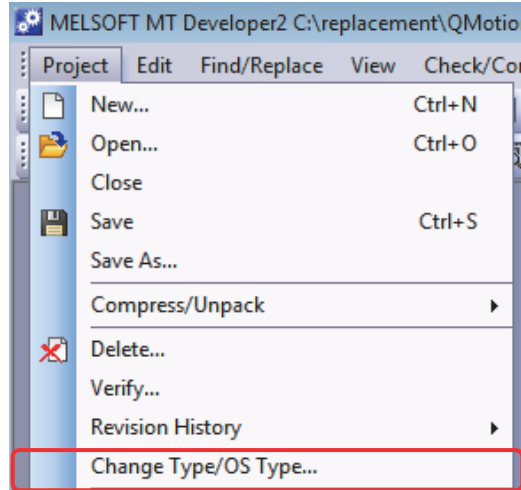 MELSOFT MT Developer2 C:\replacement\QMotio
Project Edit Find/Replace View Check/Co
New... Ctrl+N
Open... Ctrl+O
Close
Save Ctrl+S
Save As...
Compress/Unpack
Delete...
Verify...
Revision History
Change Type/OS Type...